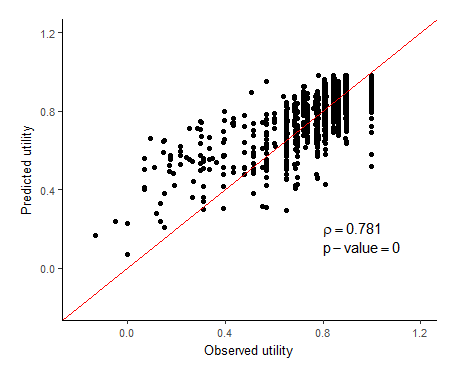 1.2
0.8
0.4
0.0
Predicted utility
ρ = 0.781
p − value = 0
0.0 0.4 0.8 1.2
Observed utility